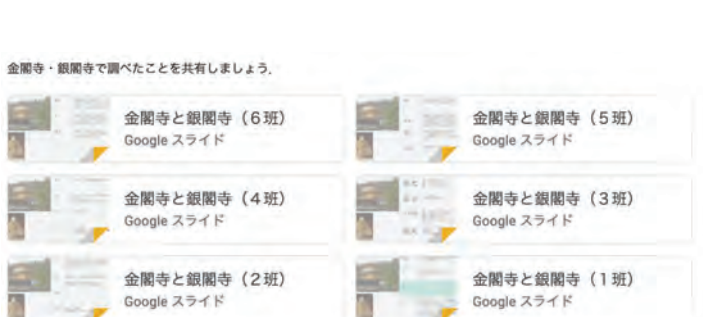 金閣寺・銀閣寺で調べたことを共有しましょう.
金閣寺と銀閣寺（6班）
Google スライド
金閣寺と銀閣寺（5班）
Google スライド
金閣寺と銀閣寺（4班）
Google スライド
金閣寺と銀閣寺（3班）
Google スライド
金閣寺と銀閣寺（2班）
Google スライド
金閣寺と銀閣寺（1班）
Google スライド